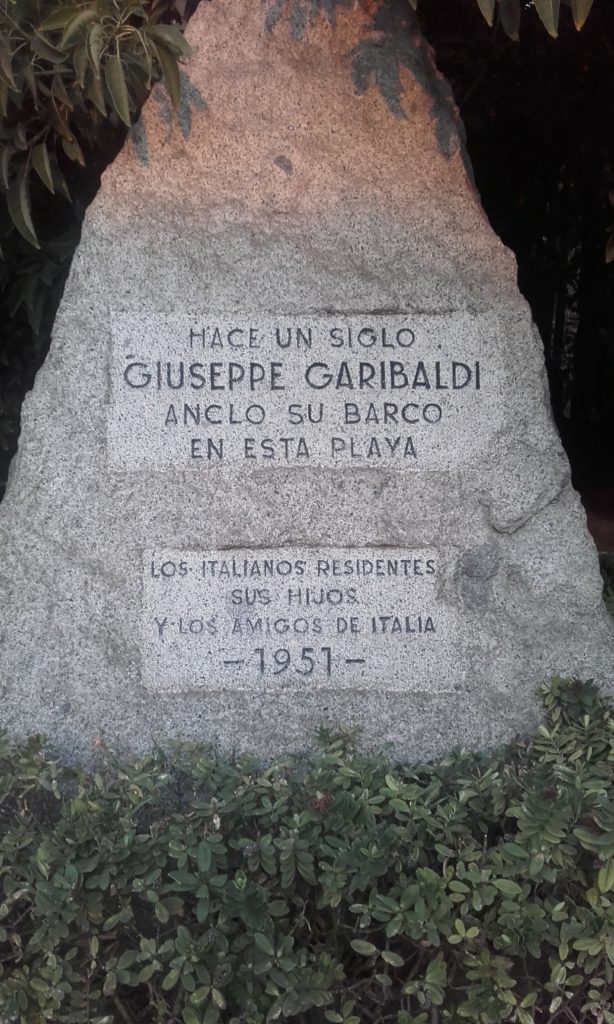 HACE UN SIGLO
GIUSEPPE GARIBALDI
ANCLO SU BARCO
EN ESTA PLAYA
LOS ITALIANOS RESIDENTES
SUS HIJOS
Y LOS AMIGOS DE ITALIA
-1951-